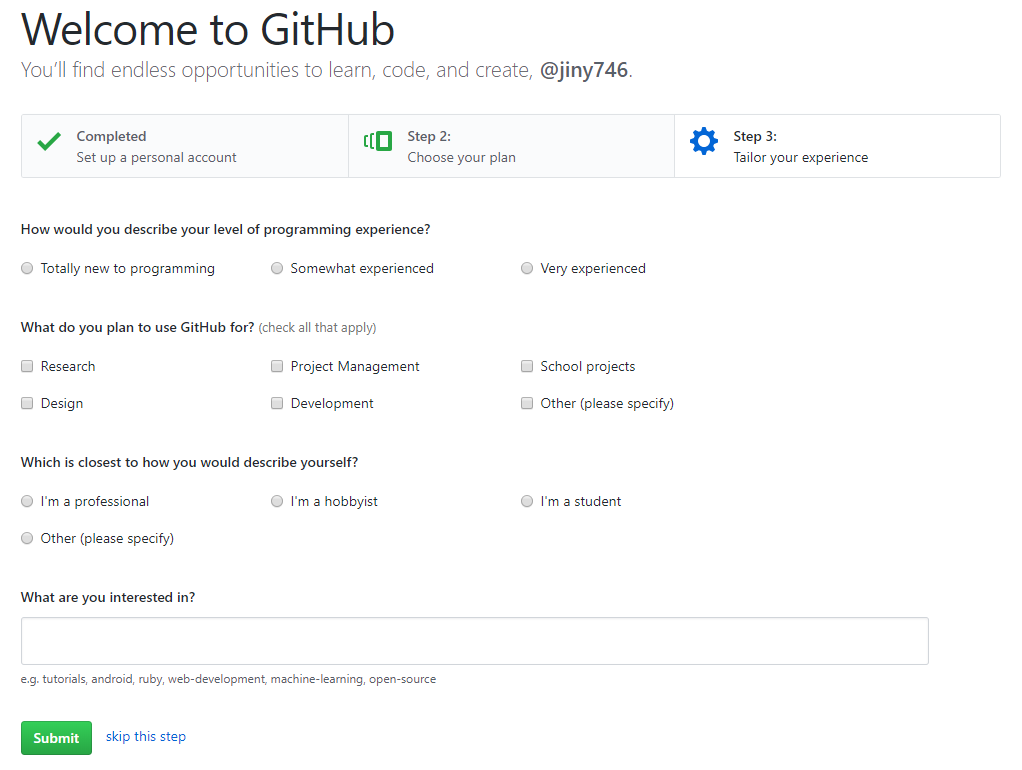 Welcome to GitHub
You'll find endless opportunities to learn, code, and create, @jiny746.
Completed
Set up a personal account
Step 2:
Choose your plan
Step 3:
Tailor your experience
How would you describe your level of programming experience?
Totally new to programming
Somewhat experienced
Very experienced
What do you plan to use GitHub for? (check all that apply)
Research
Project Management
School projects
Design
Development
Other (please specify)
Which is closest to how you would describe yourself?
I'm a professional
I'm a hobbyist
I'm a student
Other (please specify)
What are you interested in?
e.g. tutorials, android, ruby, web-development, machine-learning, open-source
Submit
skip this step